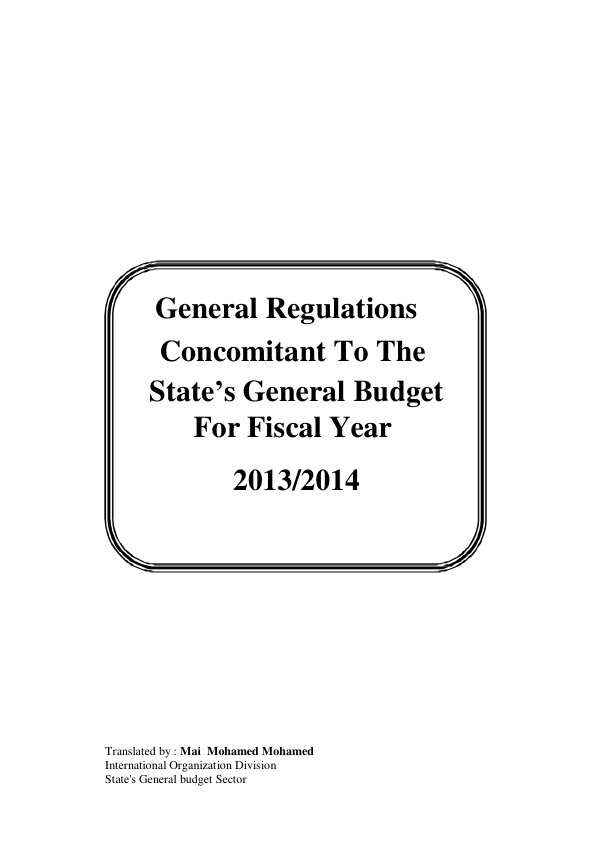 General Regulations
Concomitant To The
State’s General Budget
For Fiscal Year
2013/2014
Translated by : Mai  Mohamed Mohamed
International Organization Division
State's General budget Sector